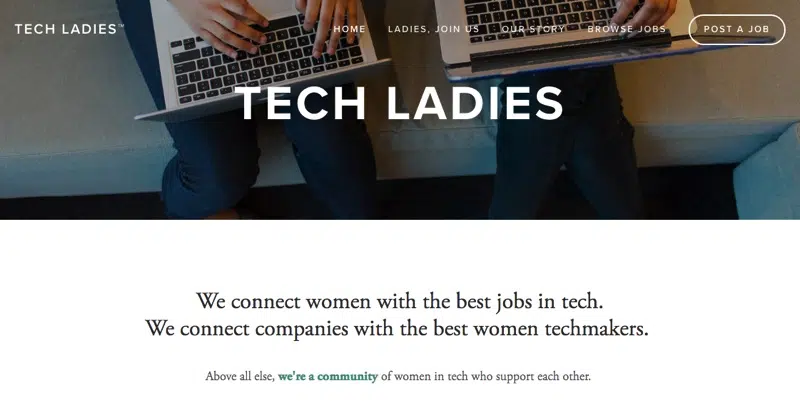 TECH LADIES™
HOME LADIES, JOIN US OUR STORY BROWSE JOBS POST A JOB
TECH LADIES
We connect women with the best jobs in tech.
We connect companies with the best women techmakers.
Above all else, we're a community of women in tech who support each other.